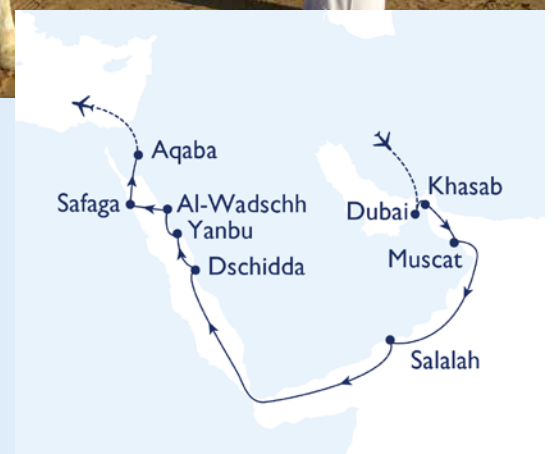 Aqaba
Khasab
Safaga
Al-Wadschh
Dubai
Yanbu
Muscat
Dschidda
Salalah